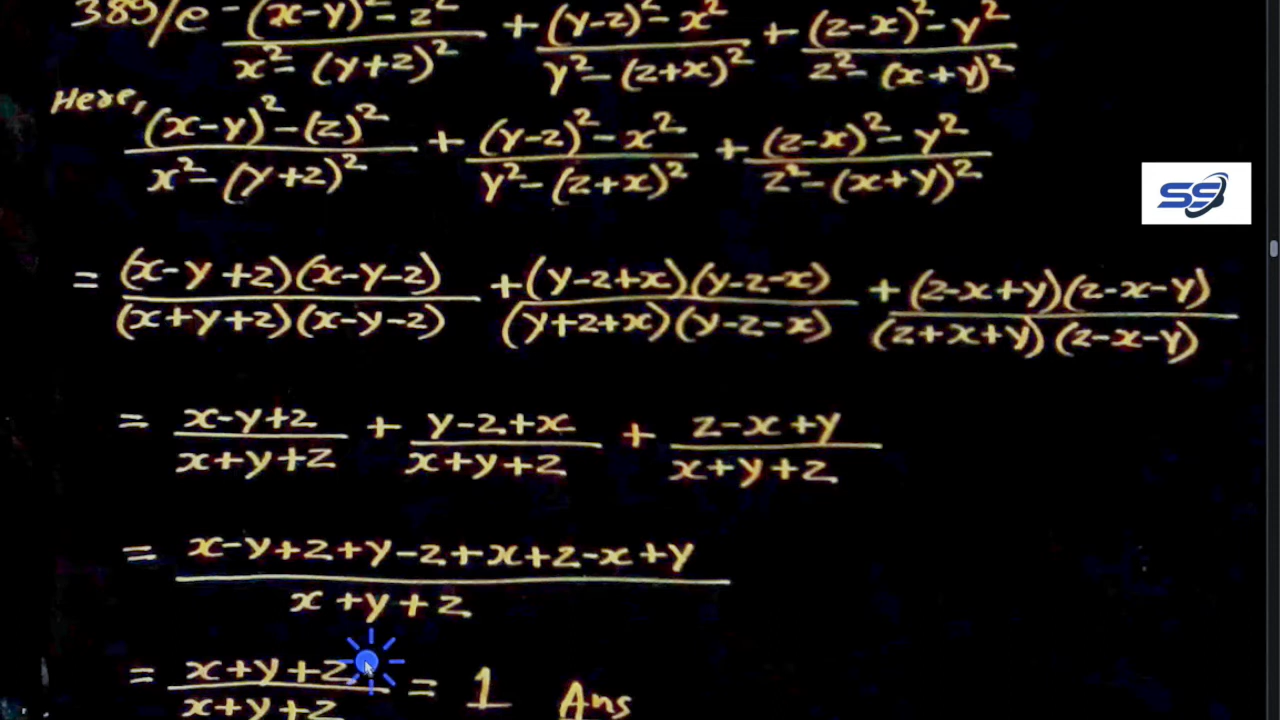 389/e - (x-y)² - z² / x² - (y+z)² + (y-z)² - x² / y² - (z+x)² + (z-x)² - y² / z² - (x+y)²
Here,
(x-y)² - (z)² / x² - (y+z)² + (y-z)² - x² / y² - (z+x)² + (z-x)² - y² / z² - (x+y)²
SS
= (x-y+z)(x-y-z) / (x+y+z)(x-y-z) + (y-z+x)(y-z-x) / (y+z+x)(y-z-x) + (z-x+y)(z-x-y) / (z+x+y)(z-x-y)
= x-y+z / x+y+z + y-z+x / x+y+z + z-x+y / x+y+z
= x-y+z+y-z+x+z-x+y / x+y+z
= x+y+z / x+y+z = 1 Ans